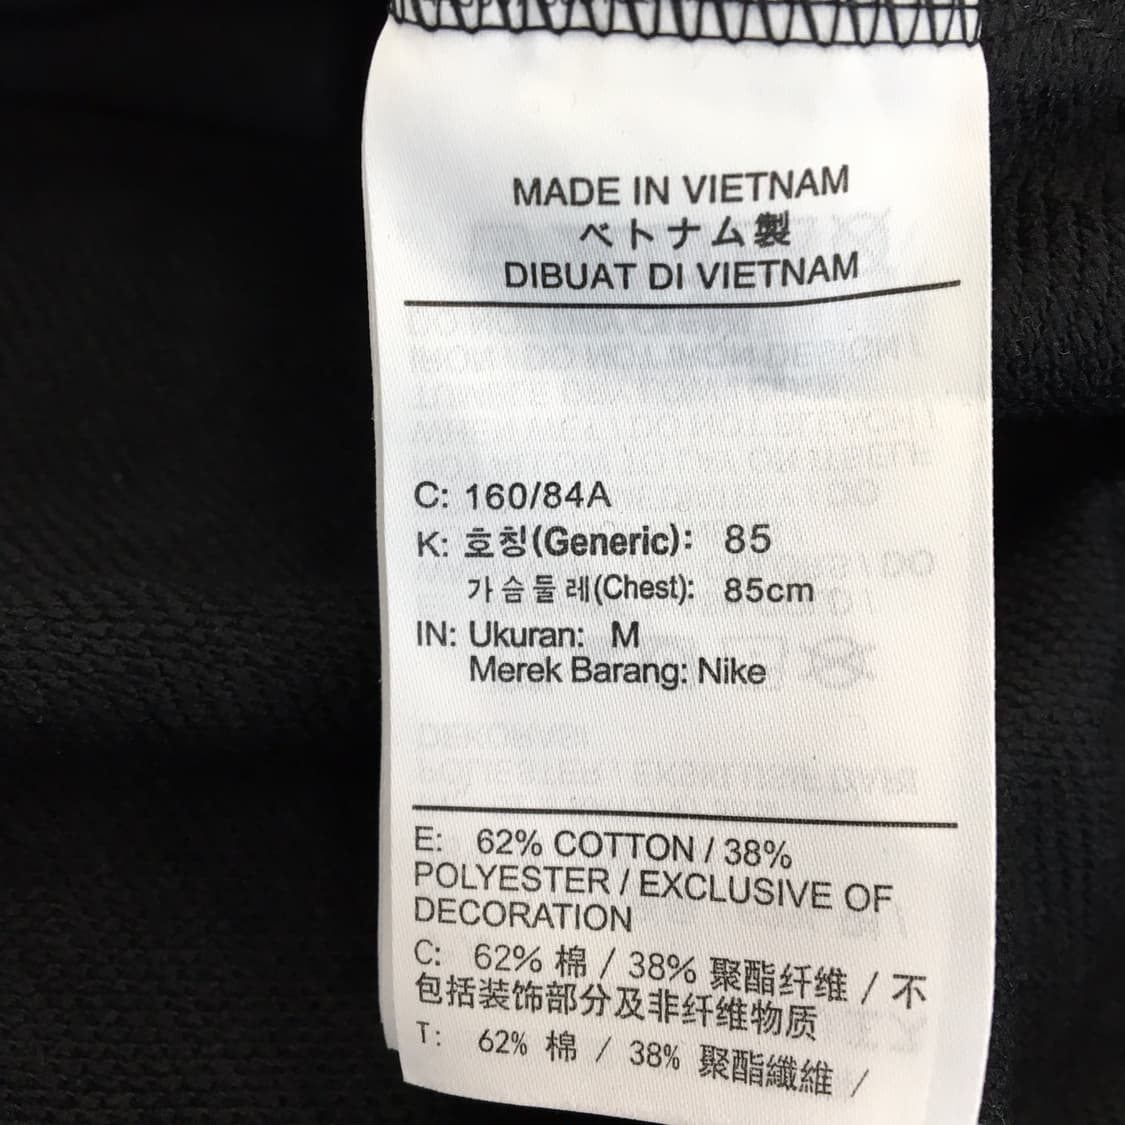 MADE IN VIETNAM
ベトナム製
DIBUAT DI VIETNAM
C: 160/84A
K: 호칭(Generic): 85
가슴둘레(Chest): 85cm
IN: Ukuran: M
Merek Barang: Nike
E: 62% COTTON / 38%
POLYESTER / EXCLUSIVE OF
DECORATION
C: 62% 棉 / 38% 聚酯纤维 / 不
包括装饰部分及非纤维物质
T: 62% 棉 / 38% 聚酯纖維 /